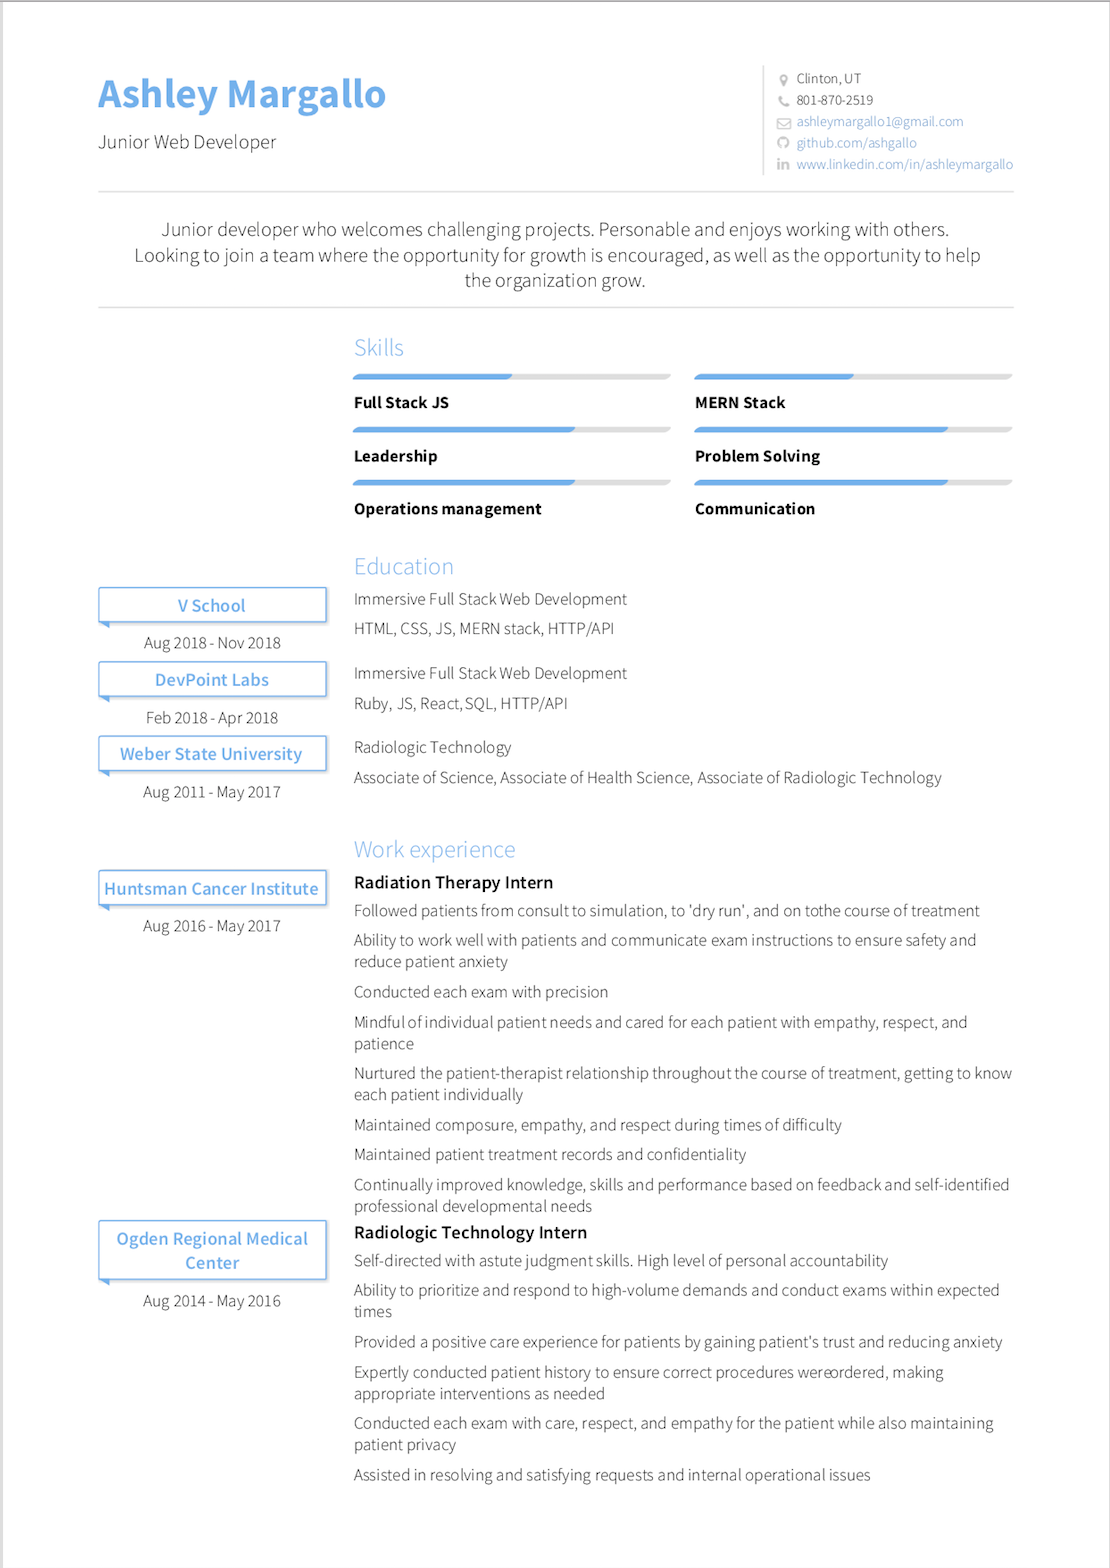 Ashley Margallo
Junior Web Developer
Clinton, UT
801-870-2519
ashleymargallo1@gmail.com
github.com/ashgallo
www.linkedin.com/in/ashleymargallo
Junior developer who welcomes challenging projects. Personable and enjoys working with others.
Looking to join a team where the opportunity for growth is encouraged, as well as the opportunity to help
the organization grow.
Skills
Full Stack JS
MERN Stack
Leadership
Problem Solving
Operations management
Communication
Education
V School
Aug 2018 - Nov 2018
Immersive Full Stack Web Development
HTML, CSS, JS, MERN stack, HTTP/API
DevPoint Labs
Feb 2018 - Apr 2018
Immersive Full Stack Web Development
Ruby, JS, React, SQL, HTTP/API
Weber State University
Aug 2011 - May 2017
Radiologic Technology
Associate of Science, Associate of Health Science, Associate of Radiologic Technology
Work experience
Huntsman Cancer Institute
Aug 2016 - May 2017
Radiation Therapy Intern
Followed patients from consult to simulation, to 'dry run', and on tothe course of treatment
Ability to work well with patients and communicate exam instructions to ensure safety and
reduce patient anxiety
Conducted each exam with precision
Mindful of individual patient needs and cared for each patient with empathy, respect, and
patience
Nurtured the patient-therapist relationship throughout the course of treatment, getting to know
each patient individually
Maintained composure, empathy, and respect during times of difficulty
Maintained patient treatment records and confidentiality
Continually improved knowledge, skills and performance based on feedback and self-identified
professional developmental needs
Ogden Regional Medical
Center
Aug 2014 - May 2016
Radiologic Technology Intern
Self-directed with astute judgment skills. High level of personal accountability
Ability to prioritize and respond to high-volume demands and conduct exams within expected
times
Provided a positive care experience for patients by gaining patient's trust and reducing anxiety
Expertly conducted patient history to ensure correct procedures wereordered, making
appropriate interventions as needed
Conducted each exam with care, respect, and empathy for the patient while also maintaining
patient privacy
Assisted in resolving and satisfying requests and internal operational issues